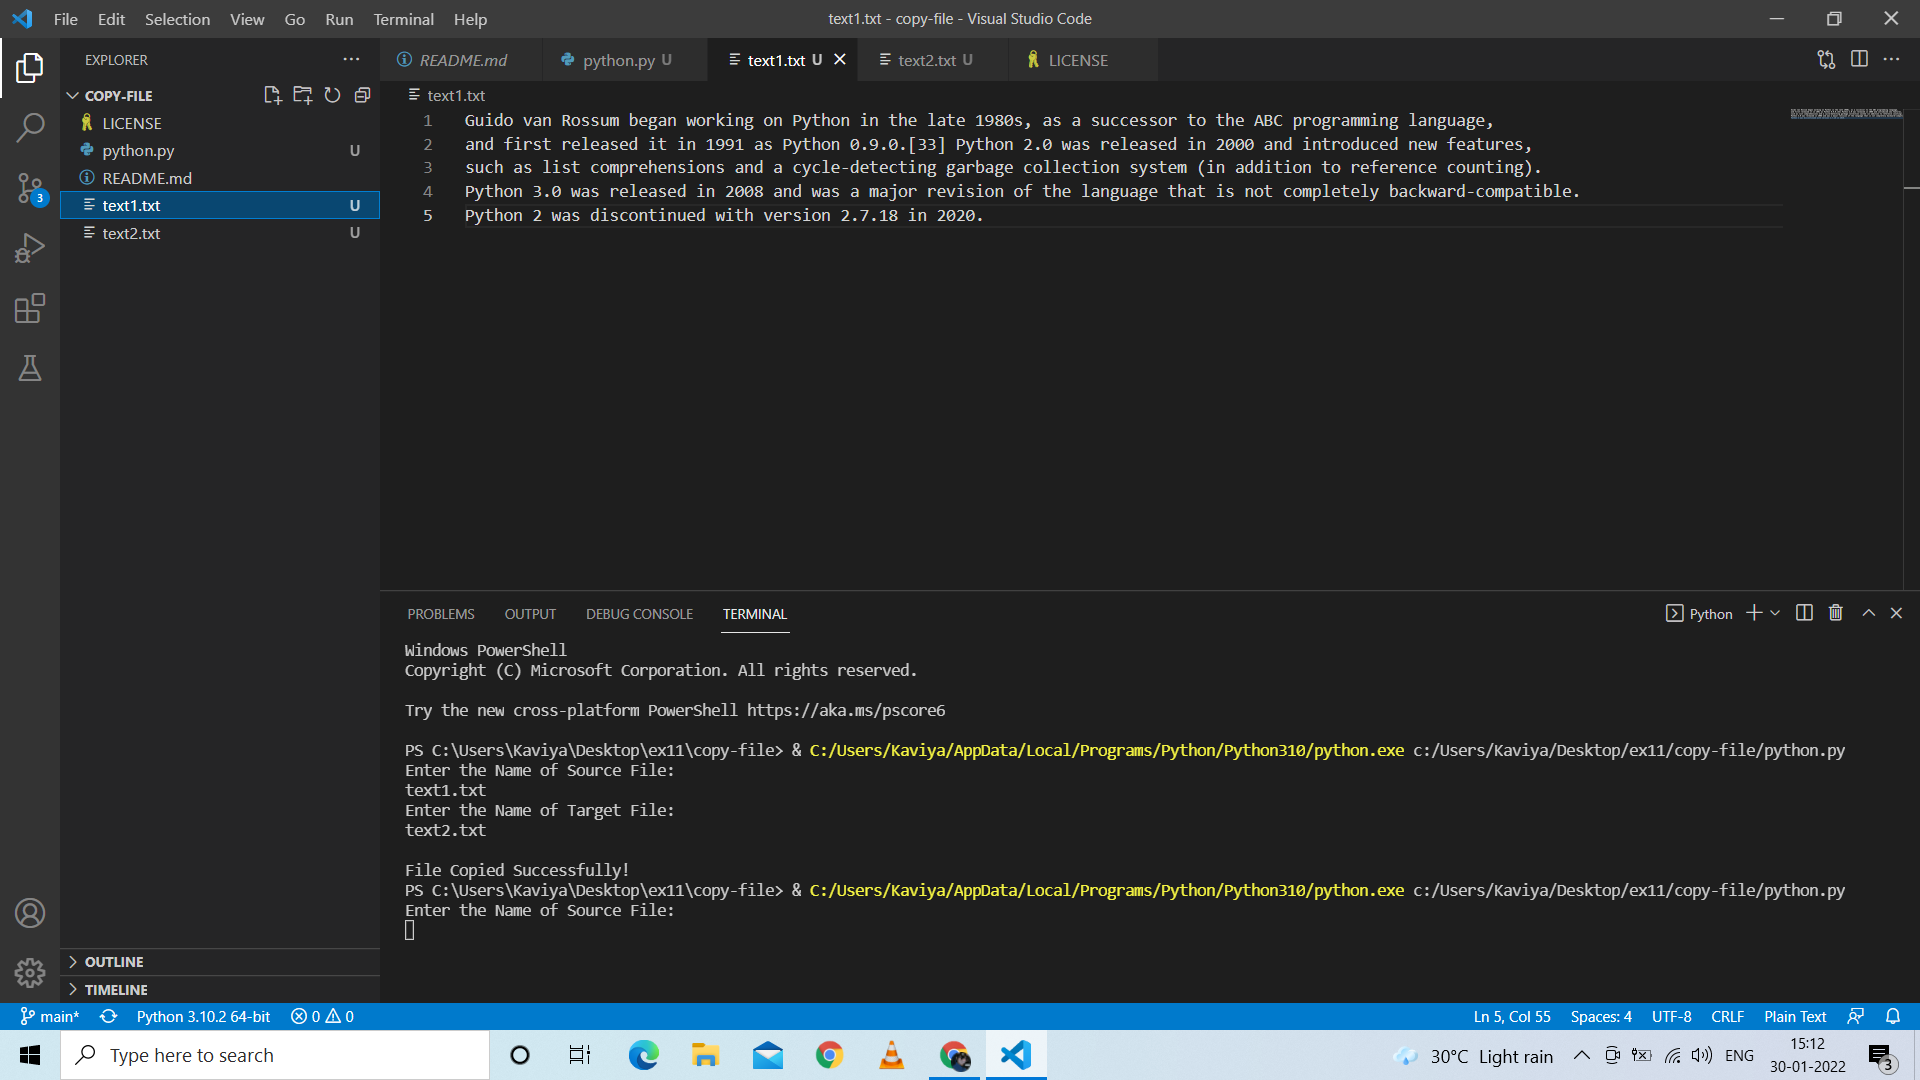 File Edit Selection View Go Run Terminal Help
text1.txt - copy-file - Visual Studio Code
EXPLORER
COPY-FILE
LICENSE
python.py U
README.md
text1.txt U
text2.txt U
3
OUTLINE
TIMELINE
README.md python.py U text1.txt U text2.txt U LICENSE
text1.txt
1 Guido van Rossum began working on Python in the late 1980s, as a successor to the ABC programming language,
2 and first released it in 1991 as Python 0.9.0.[33] Python 2.0 was released in 2000 and introduced new features,
3 such as list comprehensions and a cycle-detecting garbage collection system (in addition to reference counting).
4 Python 3.0 was released in 2008 and was a major revision of the language that is not completely backward-compatible.
5 Python 2 was discontinued with version 2.7.18 in 2020.
PROBLEMS OUTPUT DEBUG CONSOLE TERMINAL Python
Windows PowerShell
Copyright (C) Microsoft Corporation. All rights reserved.
Try the new cross-platform PowerShell https://aka.ms/pscore6
PS C:\Users\Kaviya\Desktop\ex11\copy-file> & C:/Users/Kaviya/AppData/Local/Programs/Python/Python310/python.exe c:/Users/Kaviya/Desktop/ex11/copy-file/python.py
Enter the Name of Source File:
text1.txt
Enter the Name of Target File:
text2.txt
File Copied Successfully!
PS C:\Users\Kaviya\Desktop\ex11\copy-file> & C:/Users/Kaviya/AppData/Local/Programs/Python/Python310/python.exe c:/Users/Kaviya/Desktop/ex11/copy-file/python.py
Enter the Name of Source File:
main* Python 3.10.2 64-bit 0 0 Ln 5, Col 55 Spaces: 4 UTF-8 CRLF Plain Text
Type here to search
30°C Light rain ENG
15:12
30-01-2022
3